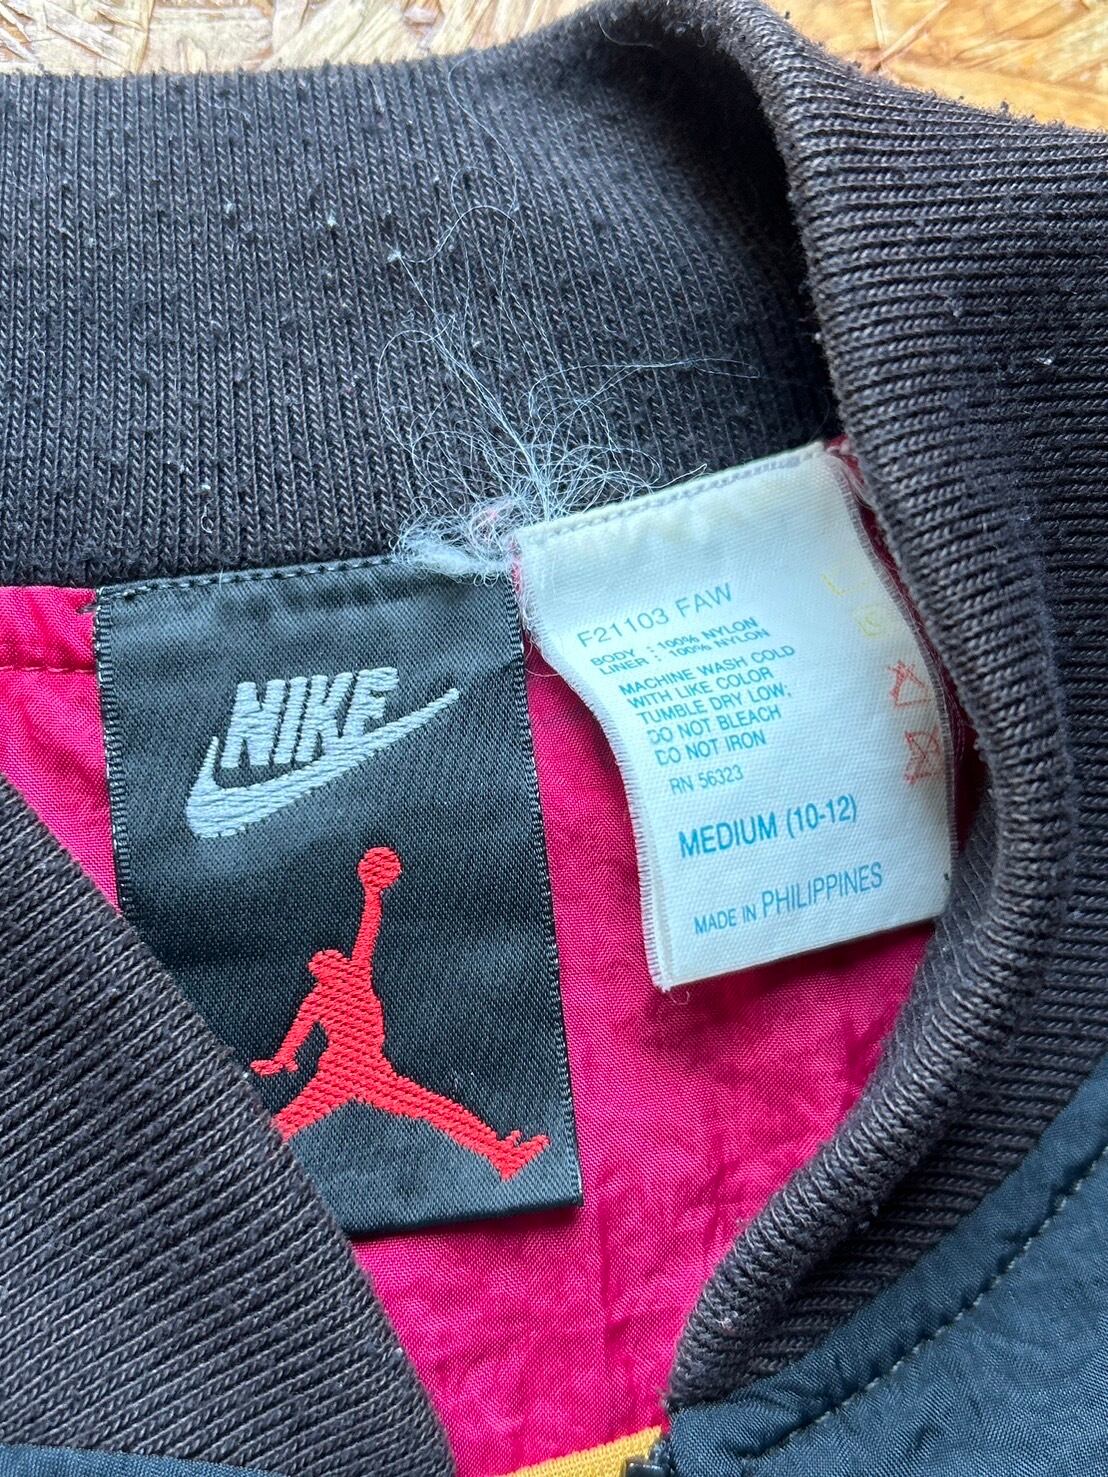 NIKE
F21103 FAW
BODY : 100% NYLON
LINER : 100% NYLON
MACHINE WASH COLD
WITH LIKE COLOR
TUMBLE DRY LOW;
DO NOT BLEACH
DO NOT IRON
RN 56323
MEDIUM (10-12)
MADE IN PHILIPPINES